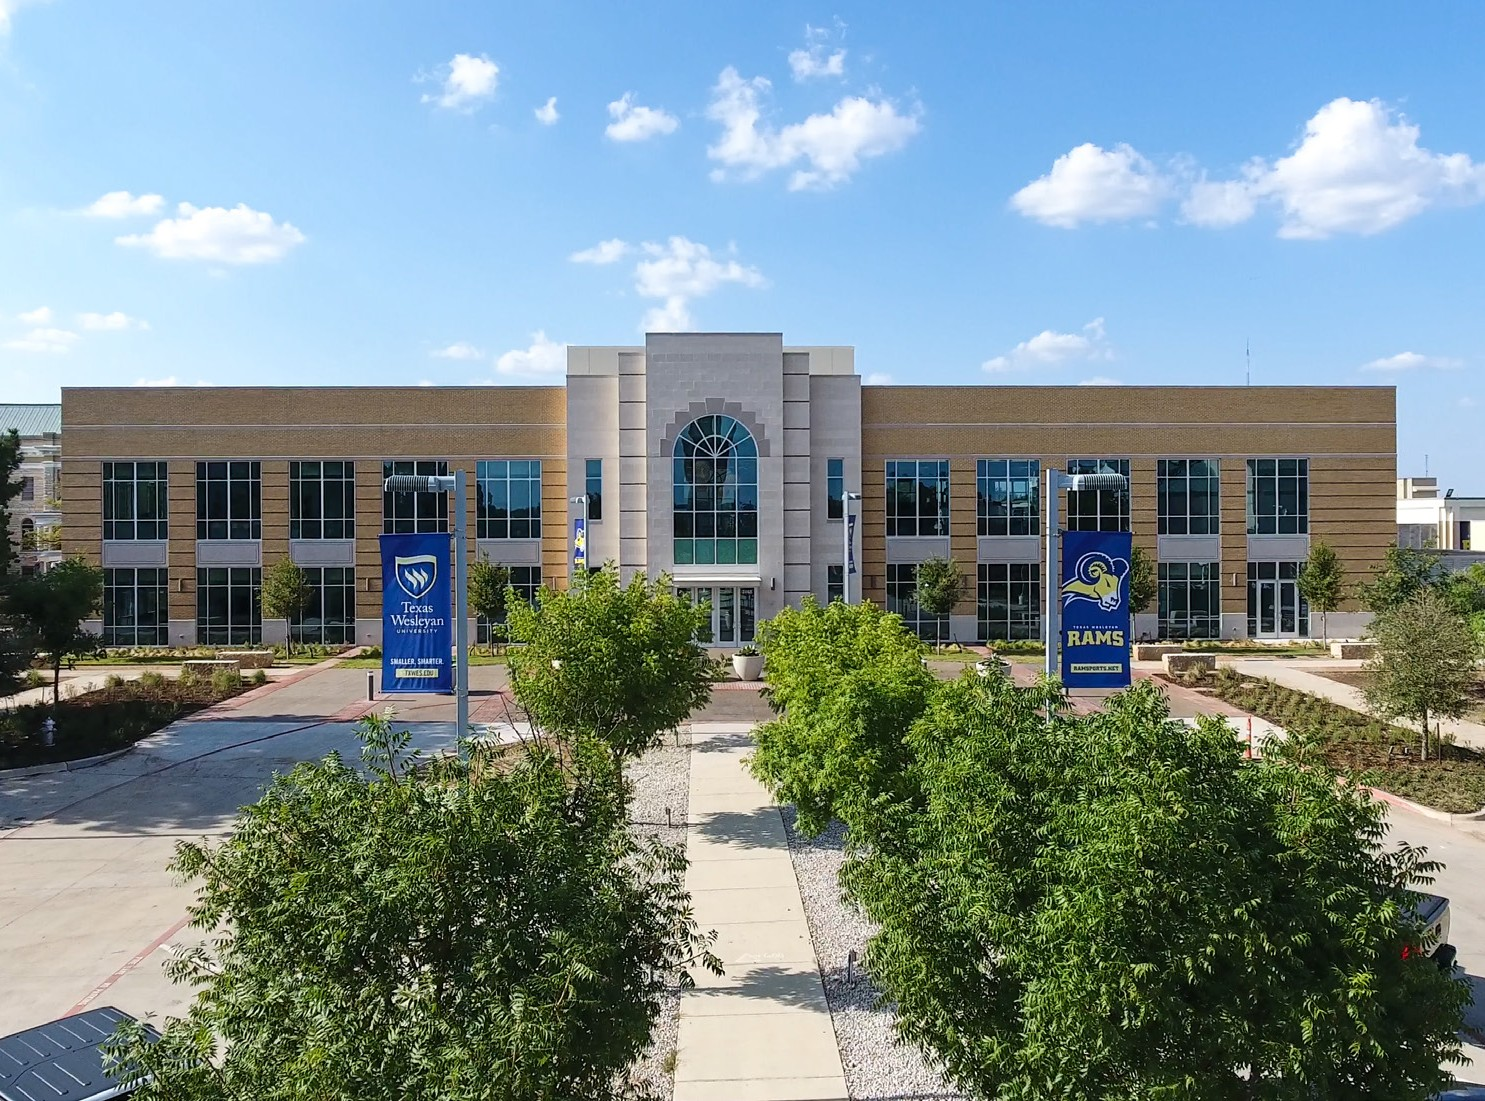 Texas
Wesleyan
UNIVERSITY
SMALLER. SMARTER.
TXWES.EDU
TEXAS WESLEYAN
RAMS
RAMSPORTS.NET